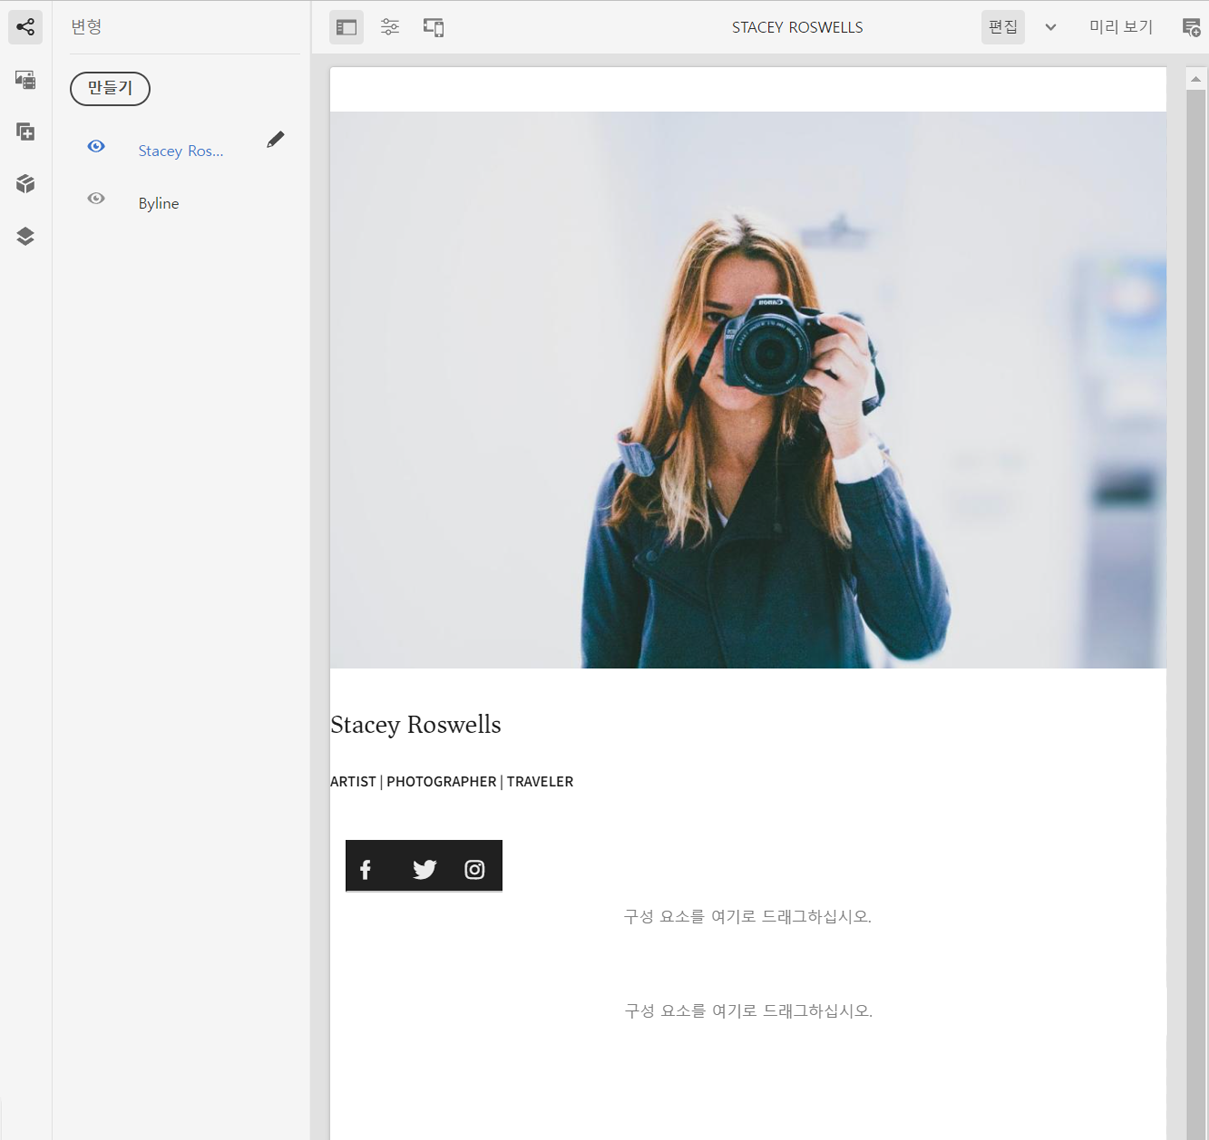 변형
STACEY ROSWELLS
편집
미리 보기
만들기
Stacey Ros...
Byline
Canon
Stacey Roswells
ARTIST | PHOTOGRAPHER | TRAVELER
구성 요소를 여기로 드래그하십시오.
구성 요소를 여기로 드래그하십시오.